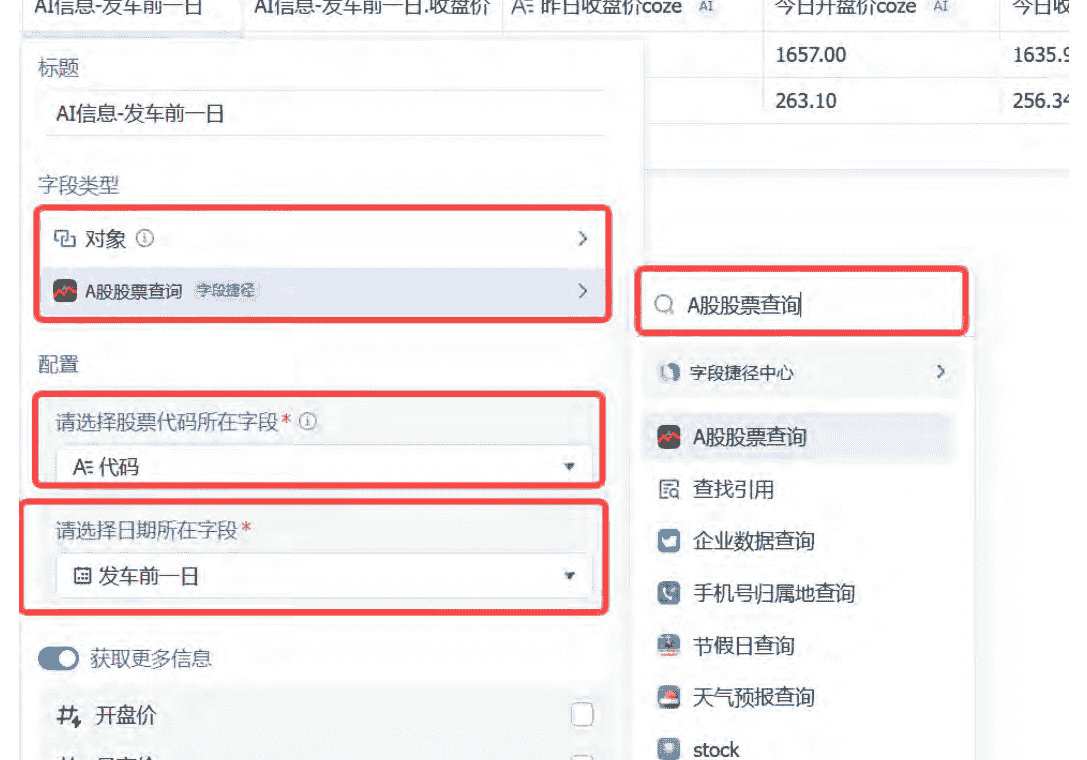 AI信息-发车前一日 AI信息-发车前一日.收盘价 昨日收盘价coze AI 今日开盘价coze AI 今日收
1657.00 1635.9
263.10 256.34
标题
AI信息-发车前一日
字段类型
对象
A股股票查询 字段捷径
配置
请选择股票代码所在字段*
代码
请选择日期所在字段*
发车前一日
获取更多信息
开盘价
A股股票查询
字段捷径中心
A股股票查询
查找引用
企业数据查询
手机号归属地查询
节假日查询
天气预报查询
stock